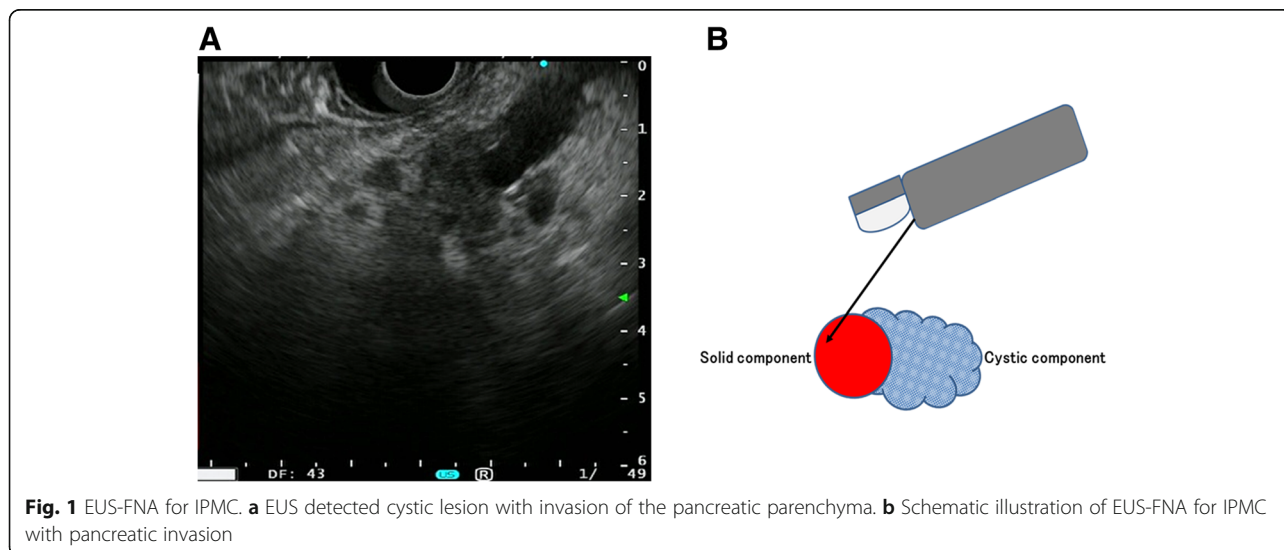 A
B
0
1
2
3
4
5
6
DF: 43
US
R
1/ 49
Solid component
Cystic component
Fig. 1 EUS-FNA for IPMC. a EUS detected cystic lesion with invasion of the pancreatic parenchyma. b Schematic illustration of EUS-FNA for IPMC
with pancreatic invasion